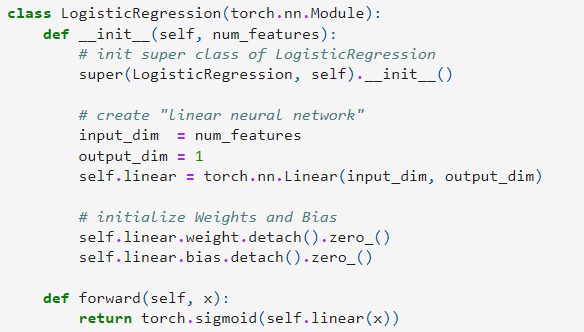 class LogisticRegression(torch.nn.Module):
    def __init__(self, num_features):
        # init super class of LogisticRegression
        super(LogisticRegression, self).__init__()

        # create "linear neural network"
        input_dim  = num_features
        output_dim = 1
        self.linear = torch.nn.Linear(input_dim, output_dim)

        # initialize Weights and Bias
        self.linear.weight.detach().zero_()
        self.linear.bias.detach().zero_()

    def forward(self, x):
        return torch.sigmoid(self.linear(x))